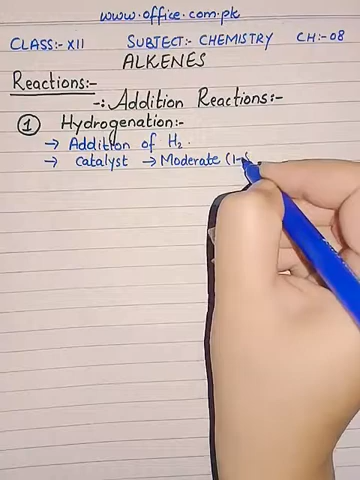 www.office.com.pk
CLASS:- XII SUBJECT:- CHEMISTRY CH:- 08
ALKENES
Reactions:-
-: Addition Reactions:-
① Hydrogenation:-
→ Addition of H₂.
→ Catalyst → Moderate (1-